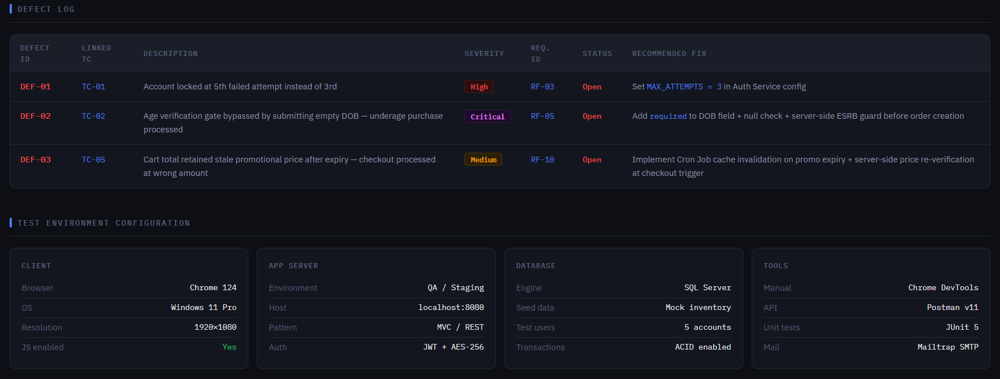 DEFECT LOG
DEFECT ID LINKED TC DESCRIPTION SEVERITY REQ. ID STATUS RECOMMENDED FIX
DEF-01 TC-01 Account locked at 5th failed attempt instead of 3rd High RF-03 Open Set MAX_ATTEMPTS = 3 in Auth Service config
DEF-02 TC-02 Age verification gate bypassed by submitting empty DOB — underage purchase Critical RF-05 Open Add required to DOB field + null check + server-side ESRB guard before order creation
processed
DEF-03 TC-05 Cart total retained stale promotional price after expiry — checkout processed Medium RF-10 Open Implement Cron Job cache invalidation on promo expiry + server-side price re-verification
at wrong amount at checkout trigger
TEST ENVIRONMENT CONFIGURATION
CLIENT
Browser Chrome 124
OS Windows 11 Pro
Resolution 1920×1080
JS enabled Yes
APP SERVER
Environment QA / Staging
Host localhost:8080
Pattern MVC / REST
Auth JWT + AES-256
DATABASE
Engine SQL Server
Seed data Mock inventory
Test users 5 accounts
Transactions ACID enabled
TOOLS
Manual Chrome DevTools
API Postman v11
Unit tests JUnit 5
Mail Mailtrap SMTP